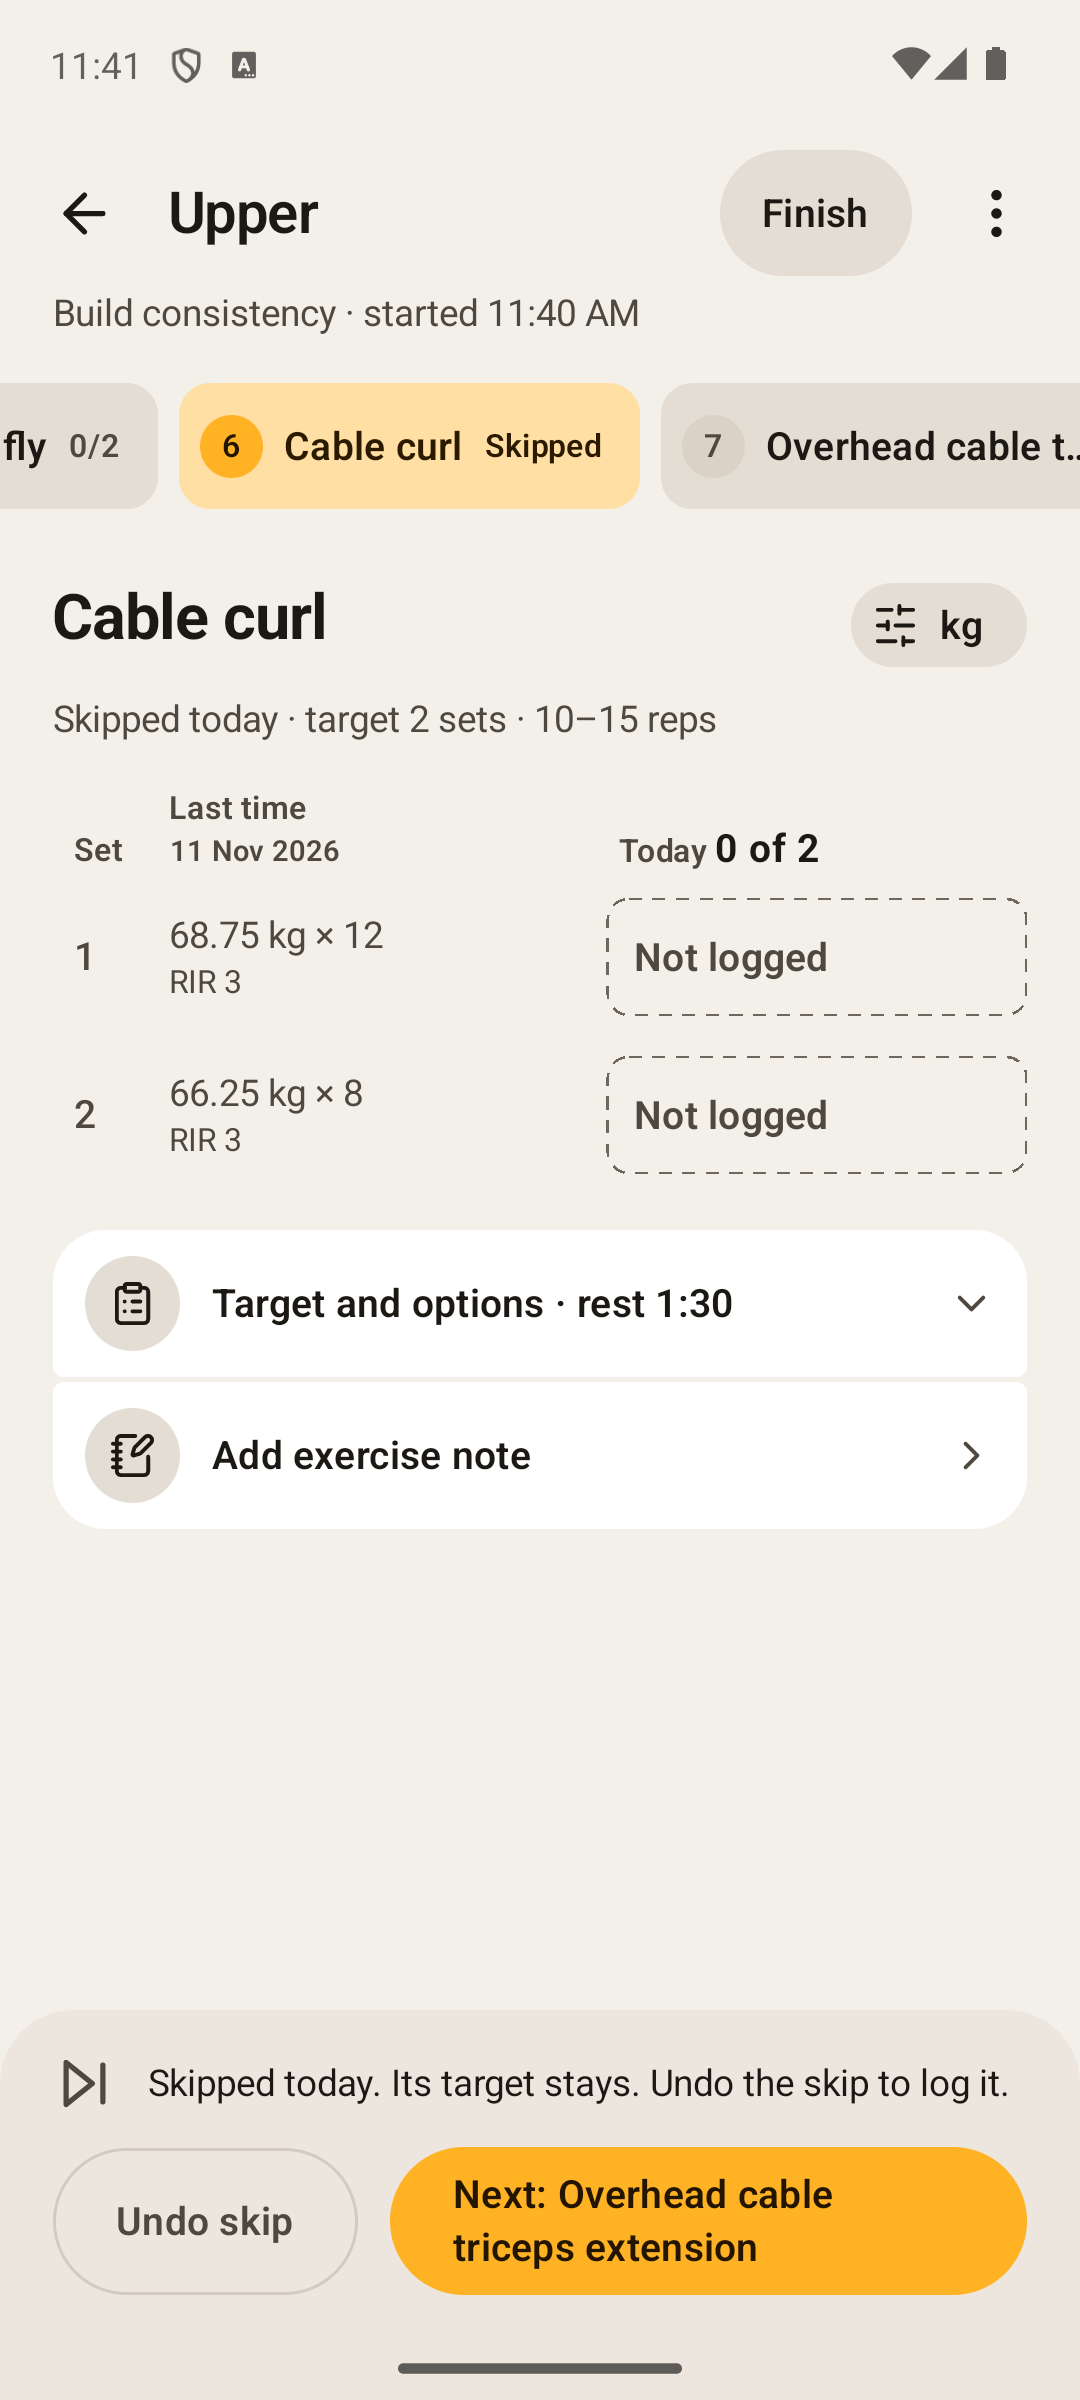 11:41
Upper
Finish
Build consistency · started 11:40 AM
fly 0/2
6 Cable curl Skipped
7 Overhead cable t…
Cable curl
kg
Skipped today · target 2 sets · 10–15 reps
Last time
Set 11 Nov 2026 Today 0 of 2
1 68.75 kg × 12 Not logged
RIR 3
2 66.25 kg × 8 Not logged
RIR 3
Target and options · rest 1:30
Add exercise note
Skipped today. Its target stays. Undo the skip to log it.
Undo skip
Next: Overhead cable
triceps extension